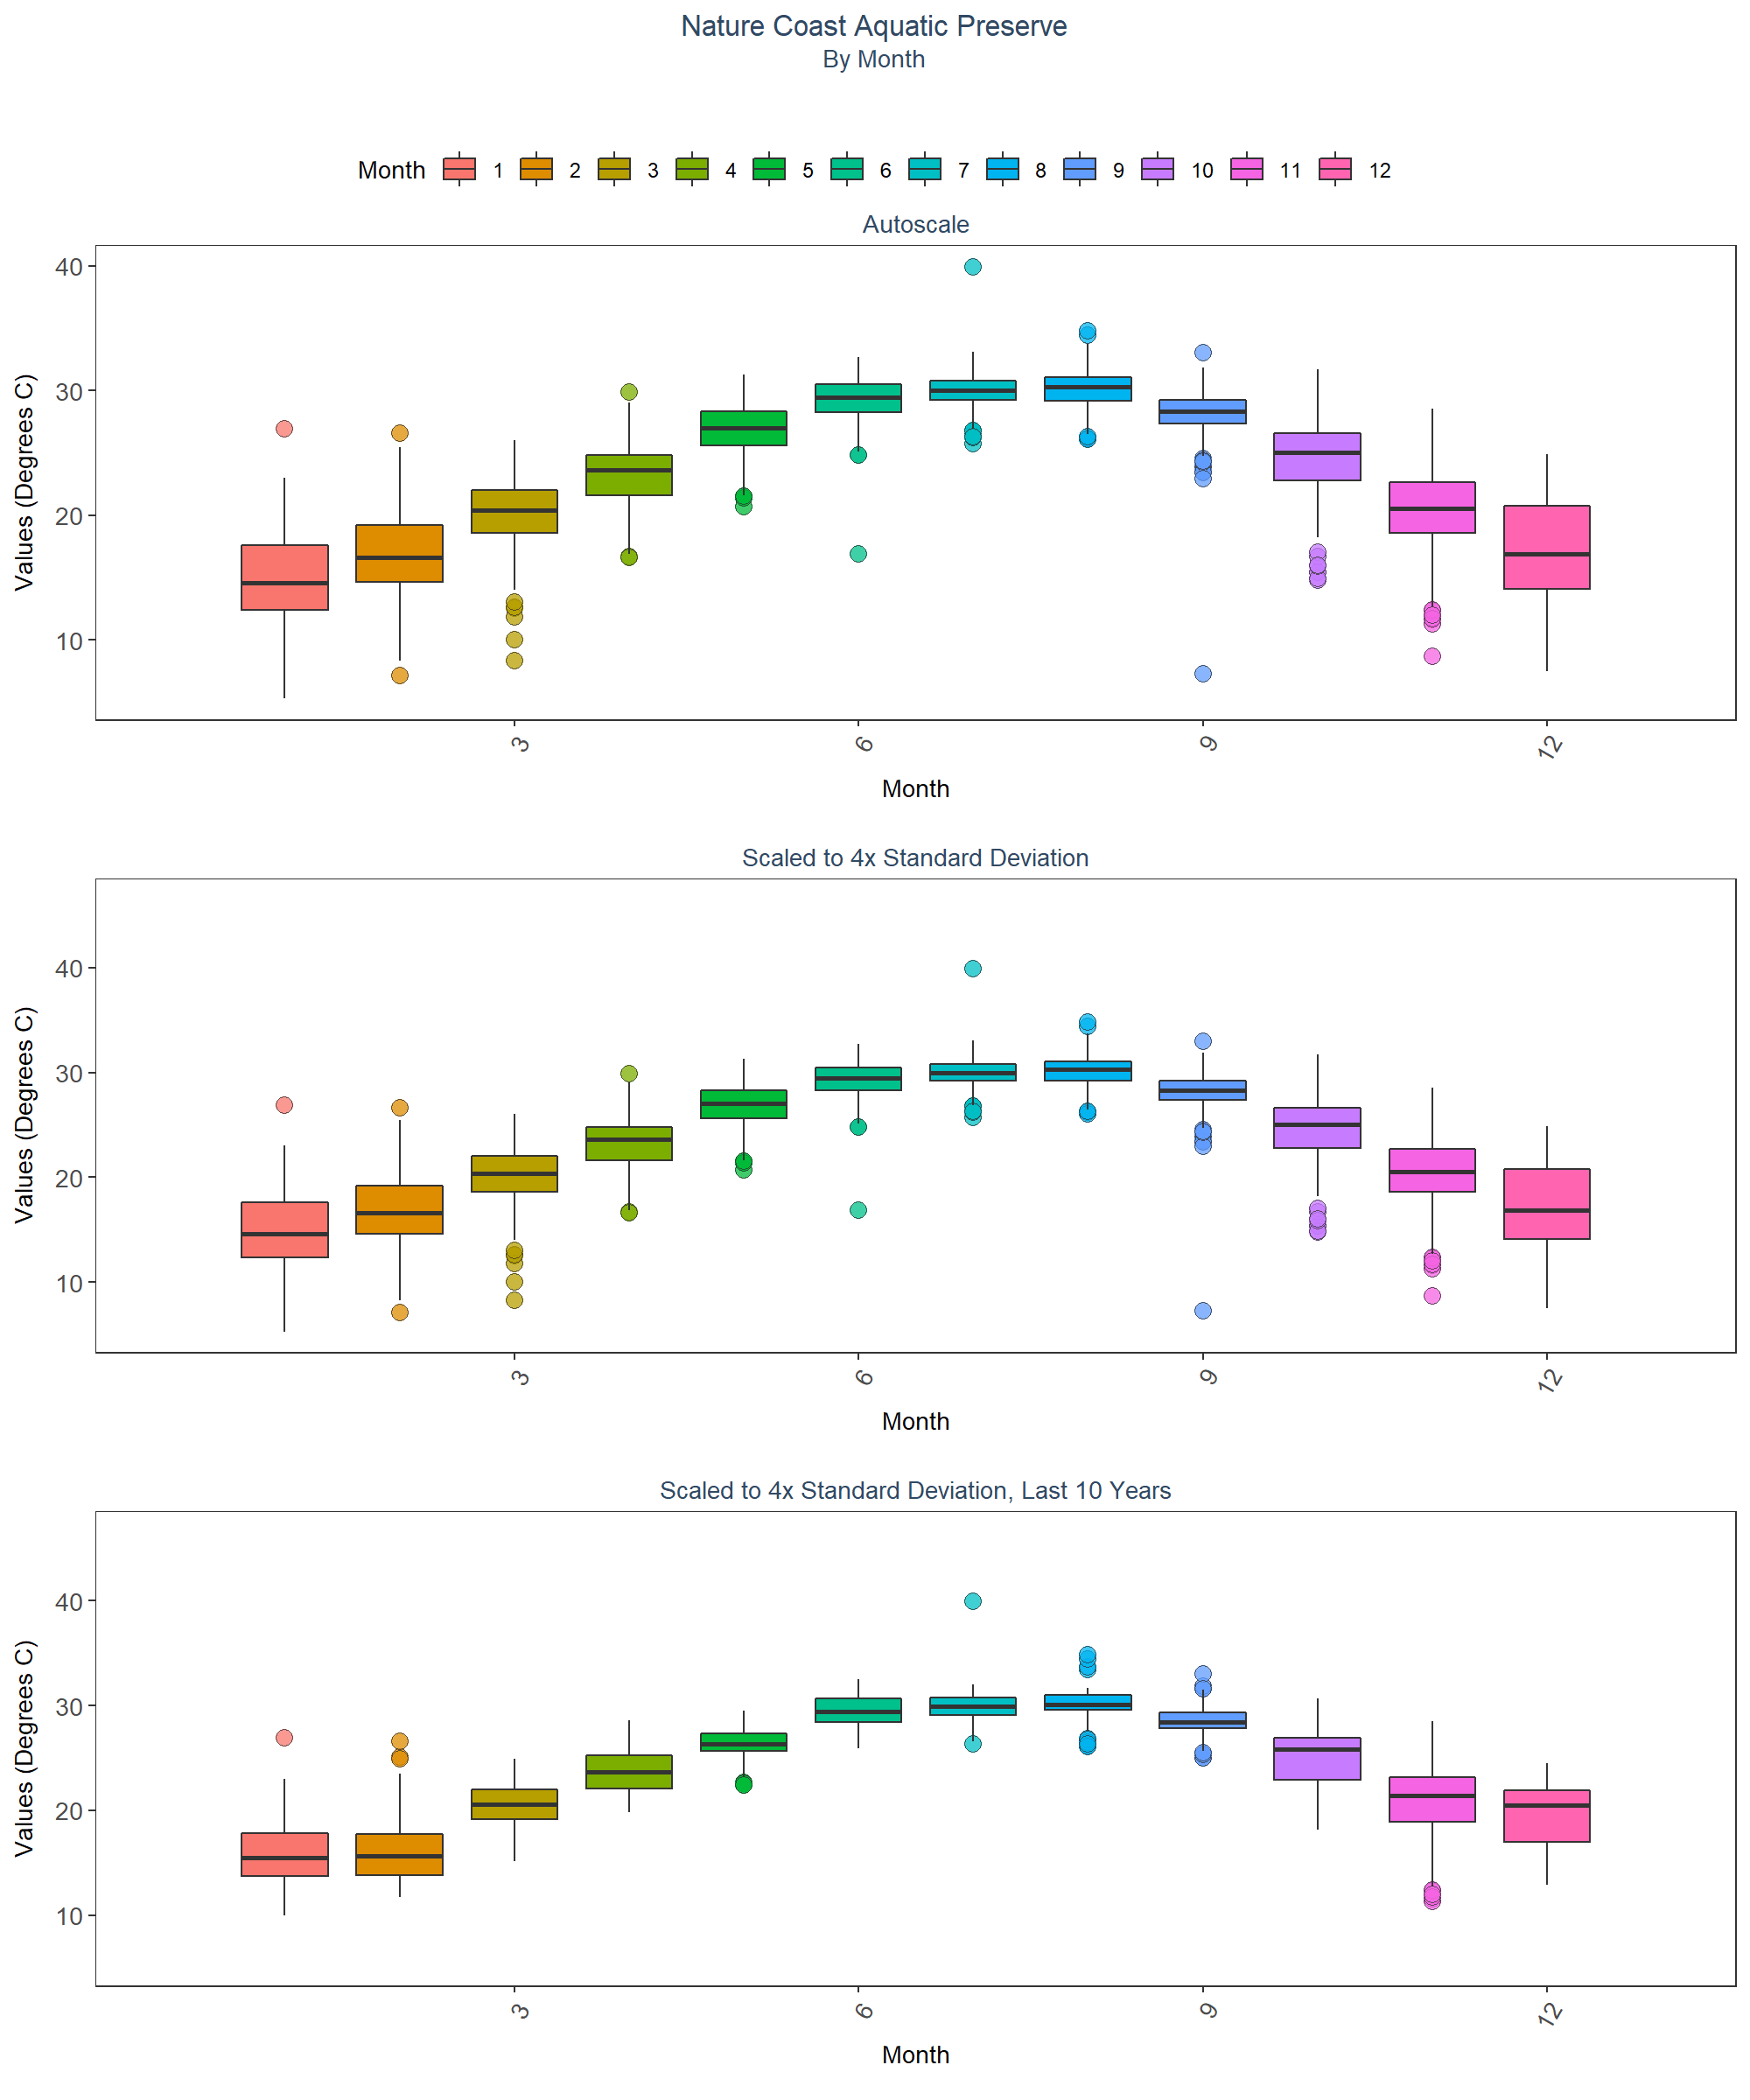 Nature Coast Aquatic Preserve
By Month
Month 1 2 3 4 5 6 7 8 9 10 11 12
Autoscale
Values (Degrees C)
40
30
20
10
3 6 9 12
Month
Scaled to 4x Standard Deviation
Values (Degrees C)
40
30
20
10
3 6 9 12
Month
Scaled to 4x Standard Deviation, Last 10 Years
Values (Degrees C)
40
30
20
10
3 6 9 12
Month